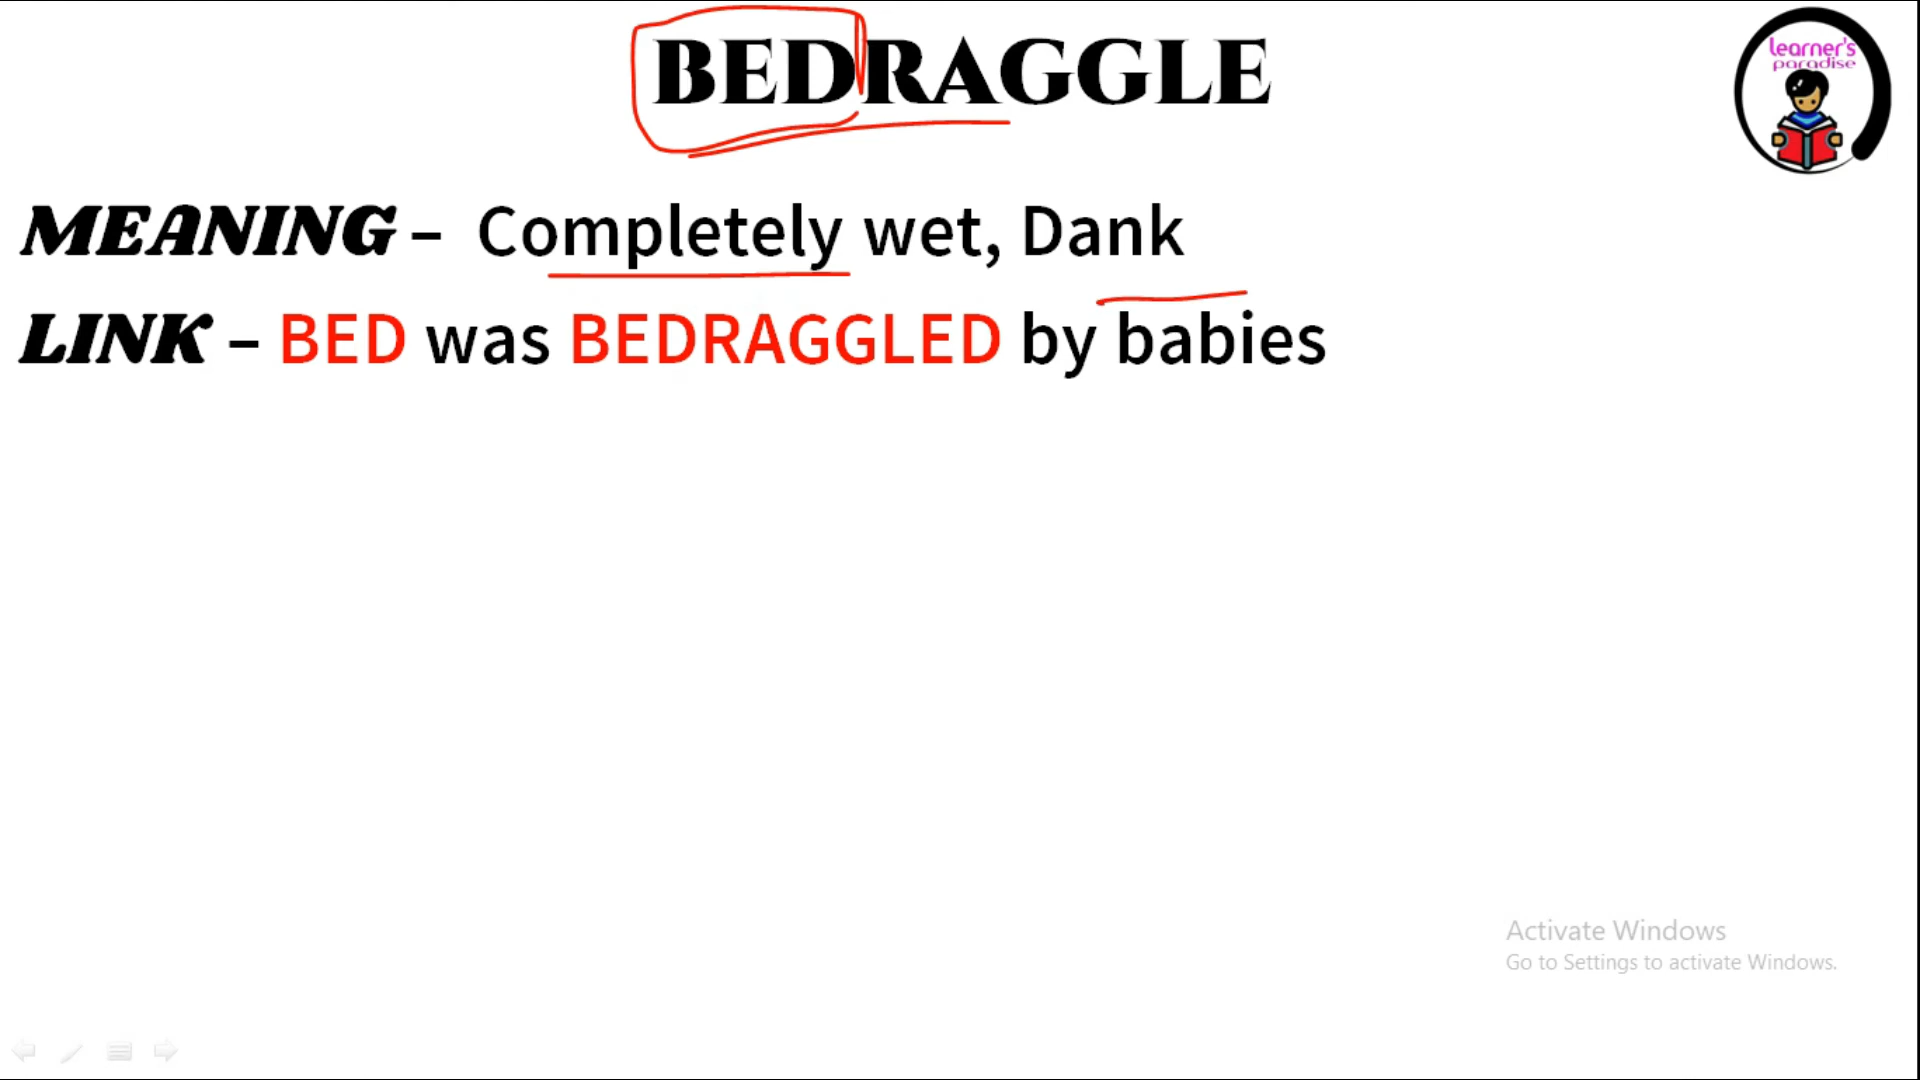 BEDRAGGLE
learner's
paradise
MEANING – Completely wet, Dank
LINK – BED was BEDRAGGLED by babies
Activate Windows
Go to Settings to activate Windows.